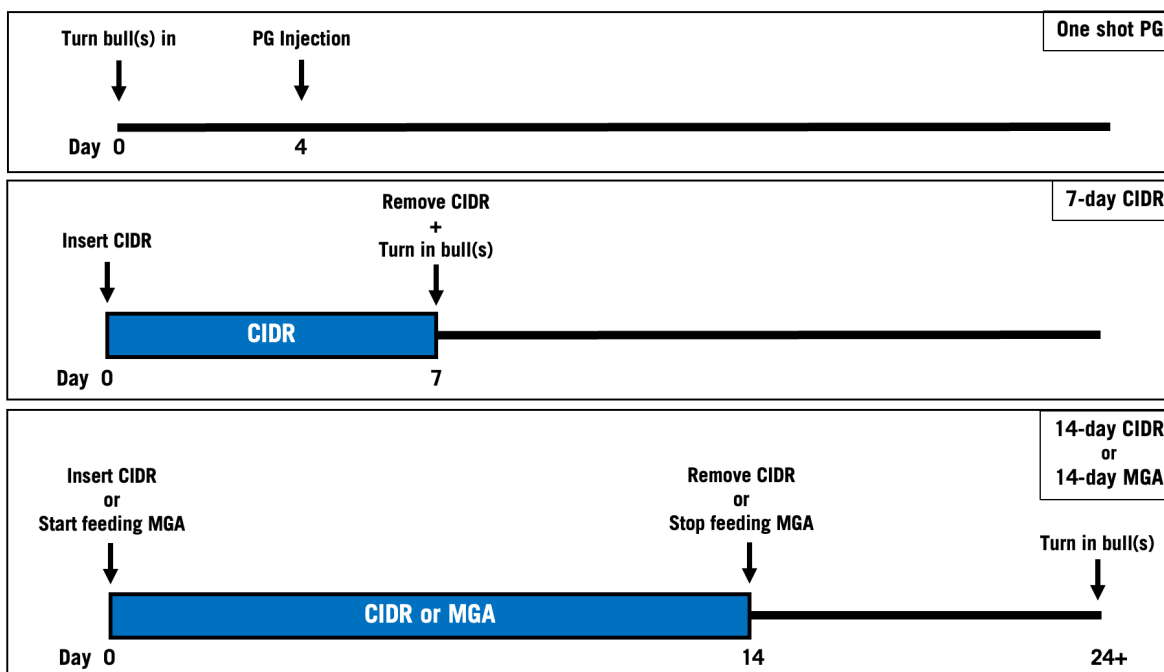 One shot PG
Turn bull(s) in
PG Injection
Day 0
4
7-day CIDR
Remove CIDR
+
Turn in bull(s)
Insert CIDR
CIDR
Day 0
7
14-day CIDR
or
14-day MGA
Insert CIDR
or
Start feeding MGA
Remove CIDR
or
Stop feeding MGA
Turn in bull(s)
CIDR or MGA
Day 0
14
24+